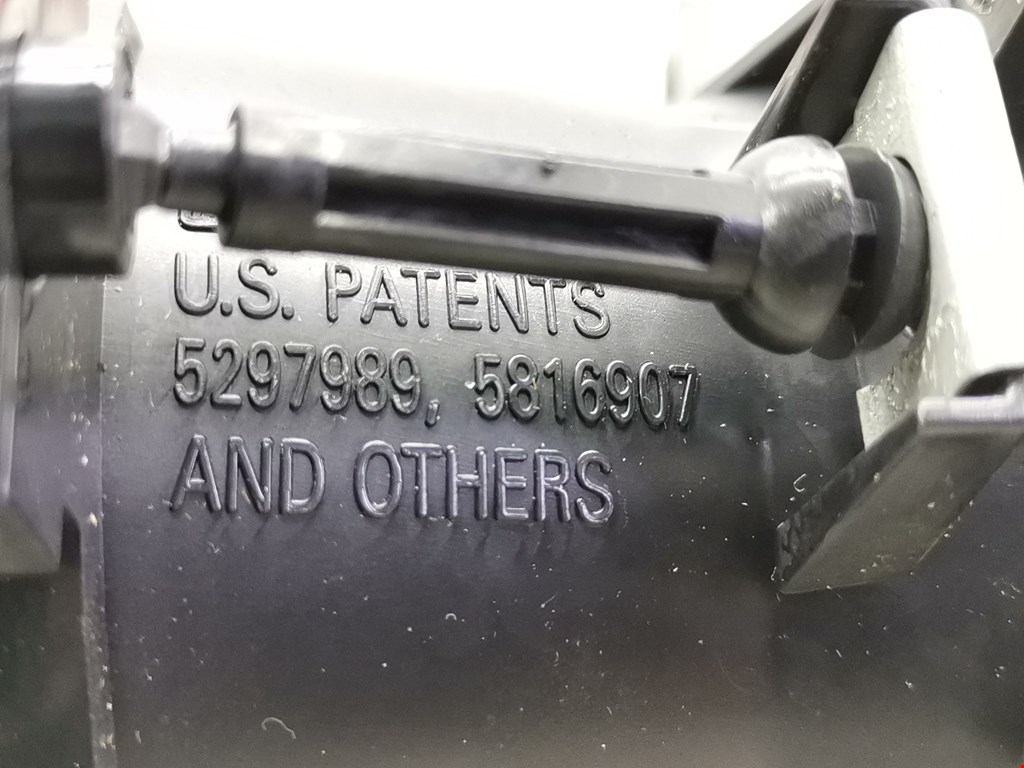 U.S. PATENTS
5297989, 5816907
AND OTHERS